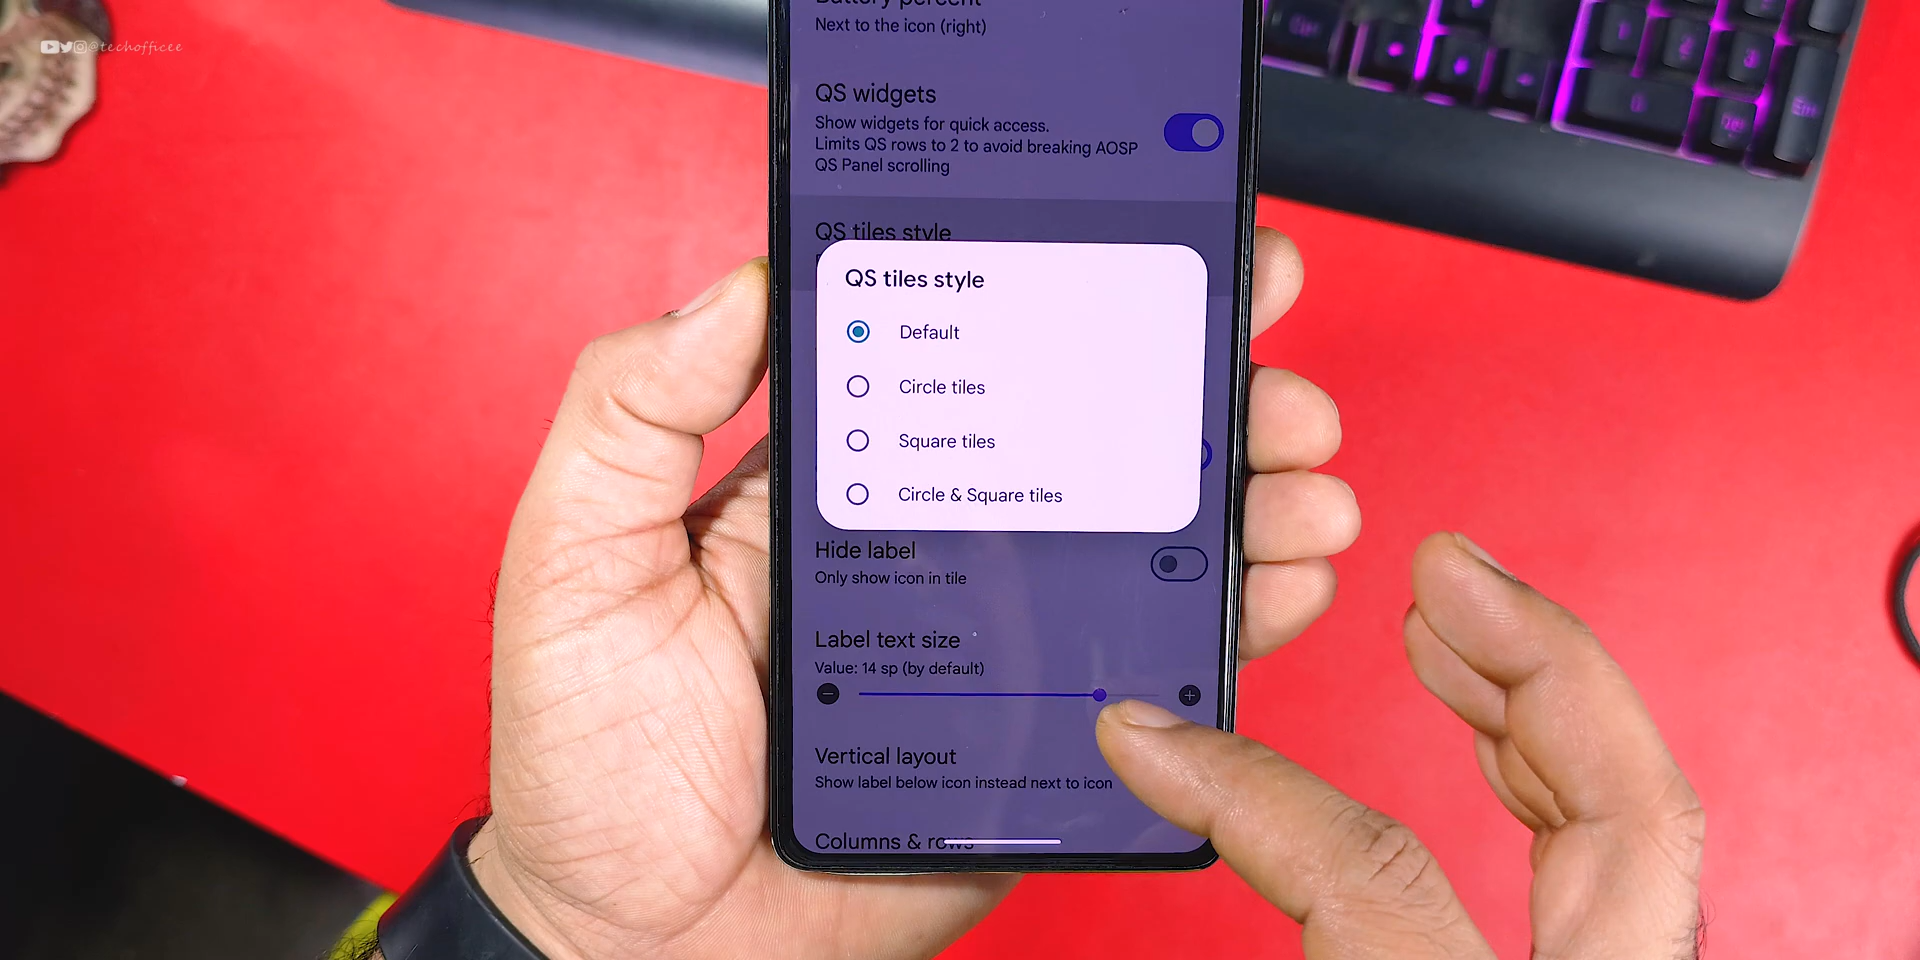 @techofficee
Battery percent
Next to the icon (right)
QS widgets
Show widgets for quick access.
Limits QS rows to 2 to avoid breaking AOSP
QS Panel scrolling
QS tiles style
QS tiles style
Default
Circle tiles
Square tiles
Circle & Square tiles
Hide label
Only show icon in tile
Label text size
Value: 14 sp (by default)
Vertical layout
Show label below icon instead next to icon
Columns & rows